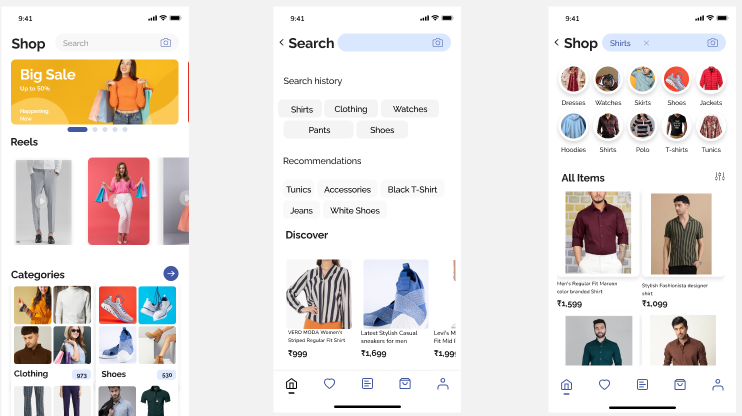 9:41
Shop
Search
Big Sale
Up to 50%
Happening
Now
Reels
Categories
Clothing
973
Shoes
530
9:41
Search
Search history
Shirts
Clothing
Watches
Pants
Shoes
Recommendations
Tunics
Accessories
Black T-Shirt
Jeans
White Shoes
Discover
VERO MODA Women's
Striped Regular Fit Shirt
₹999
Latest Stylish Casual
sneakers for men
₹1,699
Levi's M
Fit Mid R
₹1,99
9:41
Shop
Shirts
Dresses
Watches
Skirts
Shoes
Jackets
Hoodies
Shirts
Polo
T-shirts
Tunics
All Items
Men's Regular Fit Maroon
color branded Shirt
₹1,599
Stylish Fashionista designer
shirt
₹1,099